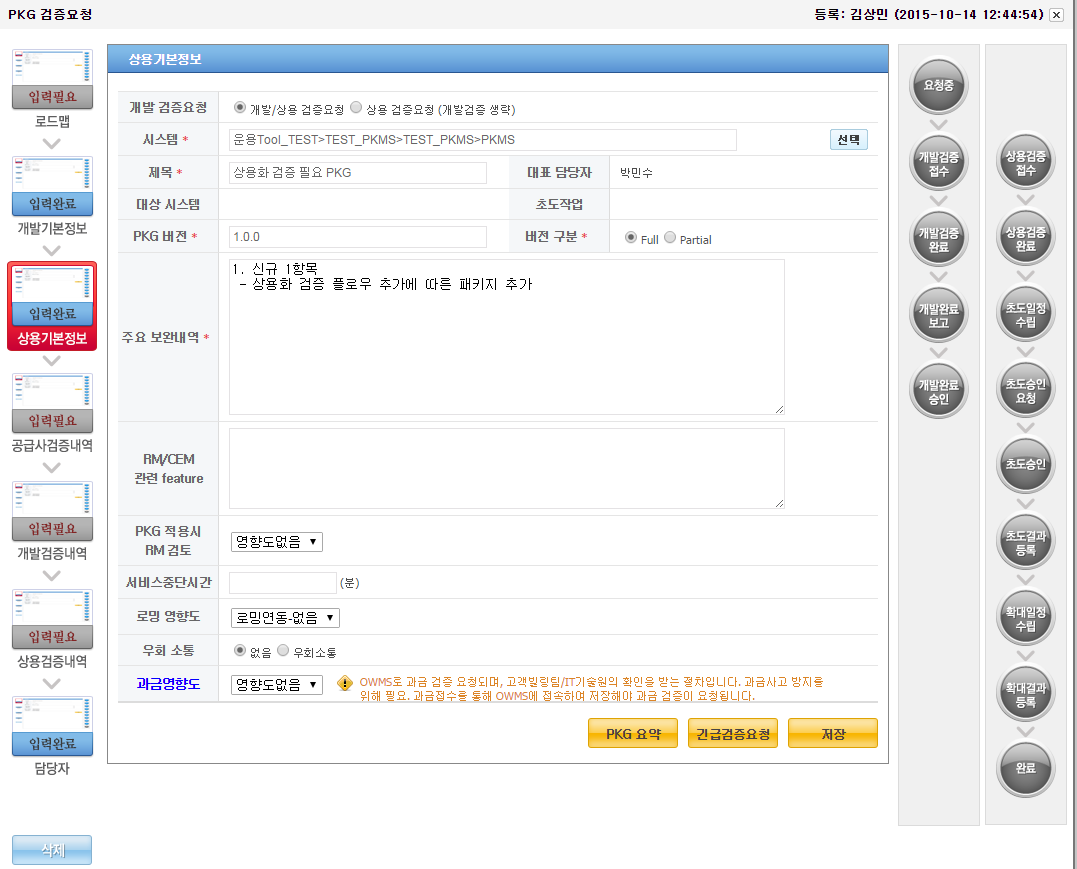 PKG 검증요청
등록: 김상민 (2015-10-14 12:44:54)
입력필요
로드맵
입력완료
개발기본정보
입력완료
상용기본정보
입력필요
공급사검증내역
입력필요
개발검증내역
입력필요
상용검증내역
입력완료
담당자
삭제
상용기본정보
개발 검증요청 개발/상용 검증요청 상용 검증요청 (개발검증 생략)
시스템 * 운용Tool_TEST>TEST_PKMS>TEST_PKMS>PKMS 선택
제목 * 상용화 검증 필요 PKG 대표 담당자 박민수
대상 시스템 초도작업
PKG 버전 * 1.0.0 버전 구분 * Full Partial
주요 보완내역 *
1. 신규 1항목
- 상용화 검증 플로우 추가에 따른 패키지 추가
RM/CEM
관련 feature
PKG 적용시
RM 검토
영향도없음
서비스중단시간 (분)
로밍 영향도 로밍연동-없음
우회 소통 없음 우회소통
과금영향도 영향도없음
OWMS로 과금 검증 요청되며, 고객빌링팀/IT기술원의 확인을 받는 절차입니다. 과금사고 방지를
위해 필요. 과금접수를 통해 OWMS에 접속하여 저장해야 과금 검증이 요청됩니다.
PKG 요약 긴급검증요청 저장
요청중
개발검증
접수
개발검증
완료
개발완료
보고
개발완료
승인
상용검증
접수
상용검증
완료
초도일정
수립
초도승인
요청
초도승인
초도결과
등록
확대일정
수립
확대결과
등록
완료